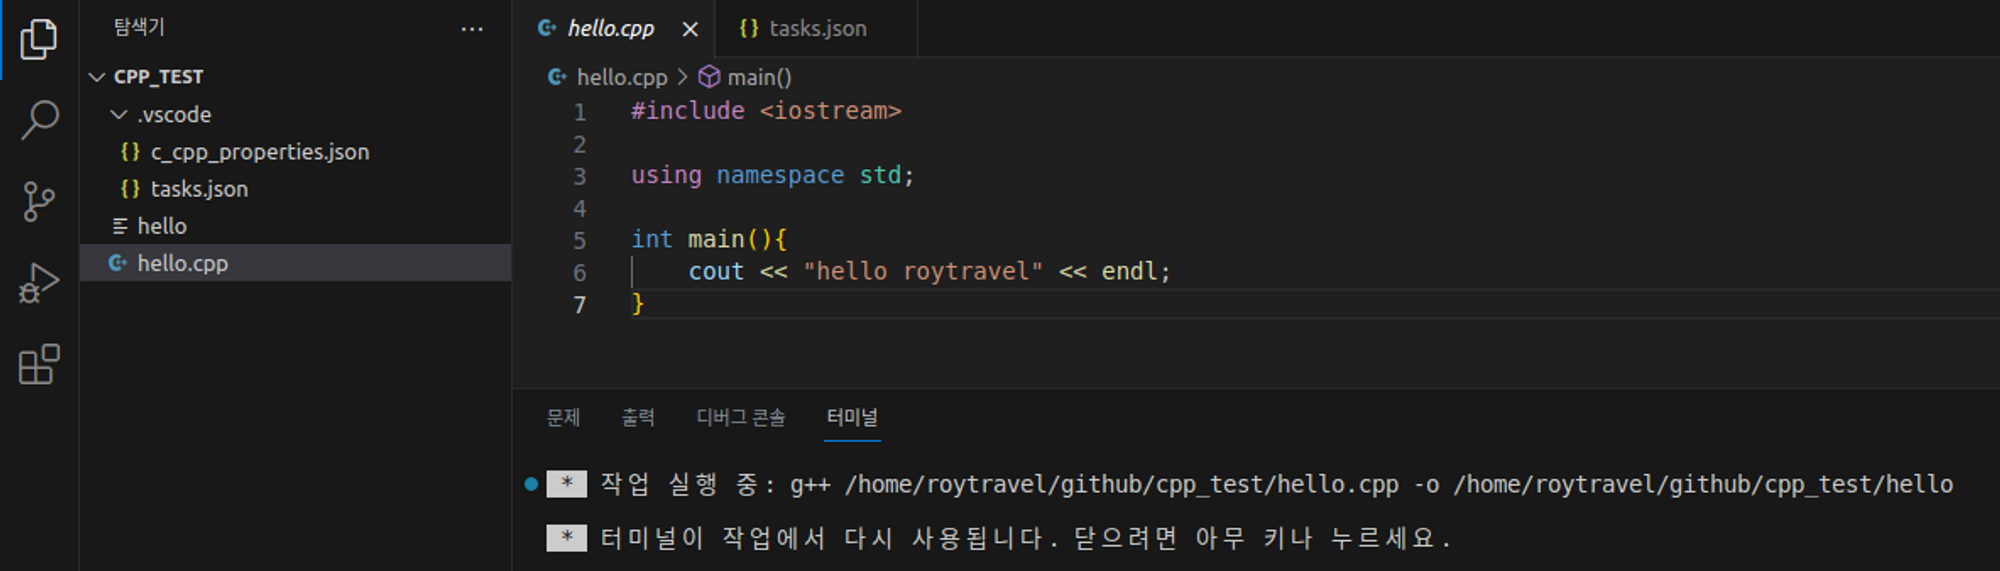 탐색기 ...
CPP_TEST
.vscode
{} c_cpp_properties.json
{} tasks.json
hello
hello.cpp
hello.cpp × {} tasks.json
hello.cpp > main()
1 #include <iostream>
2
3 using namespace std;
4
5 int main(){
6 cout << "hello roytravel" << endl;
7 }
문제 출력 디버그 콘솔 터미널
* 작업 실행 중: g++ /home/roytravel/github/cpp_test/hello.cpp -o /home/roytravel/github/cpp_test/hello
* 터미널이 작업에서 다시 사용됩니다. 닫으려면 아무 키나 누르세요.